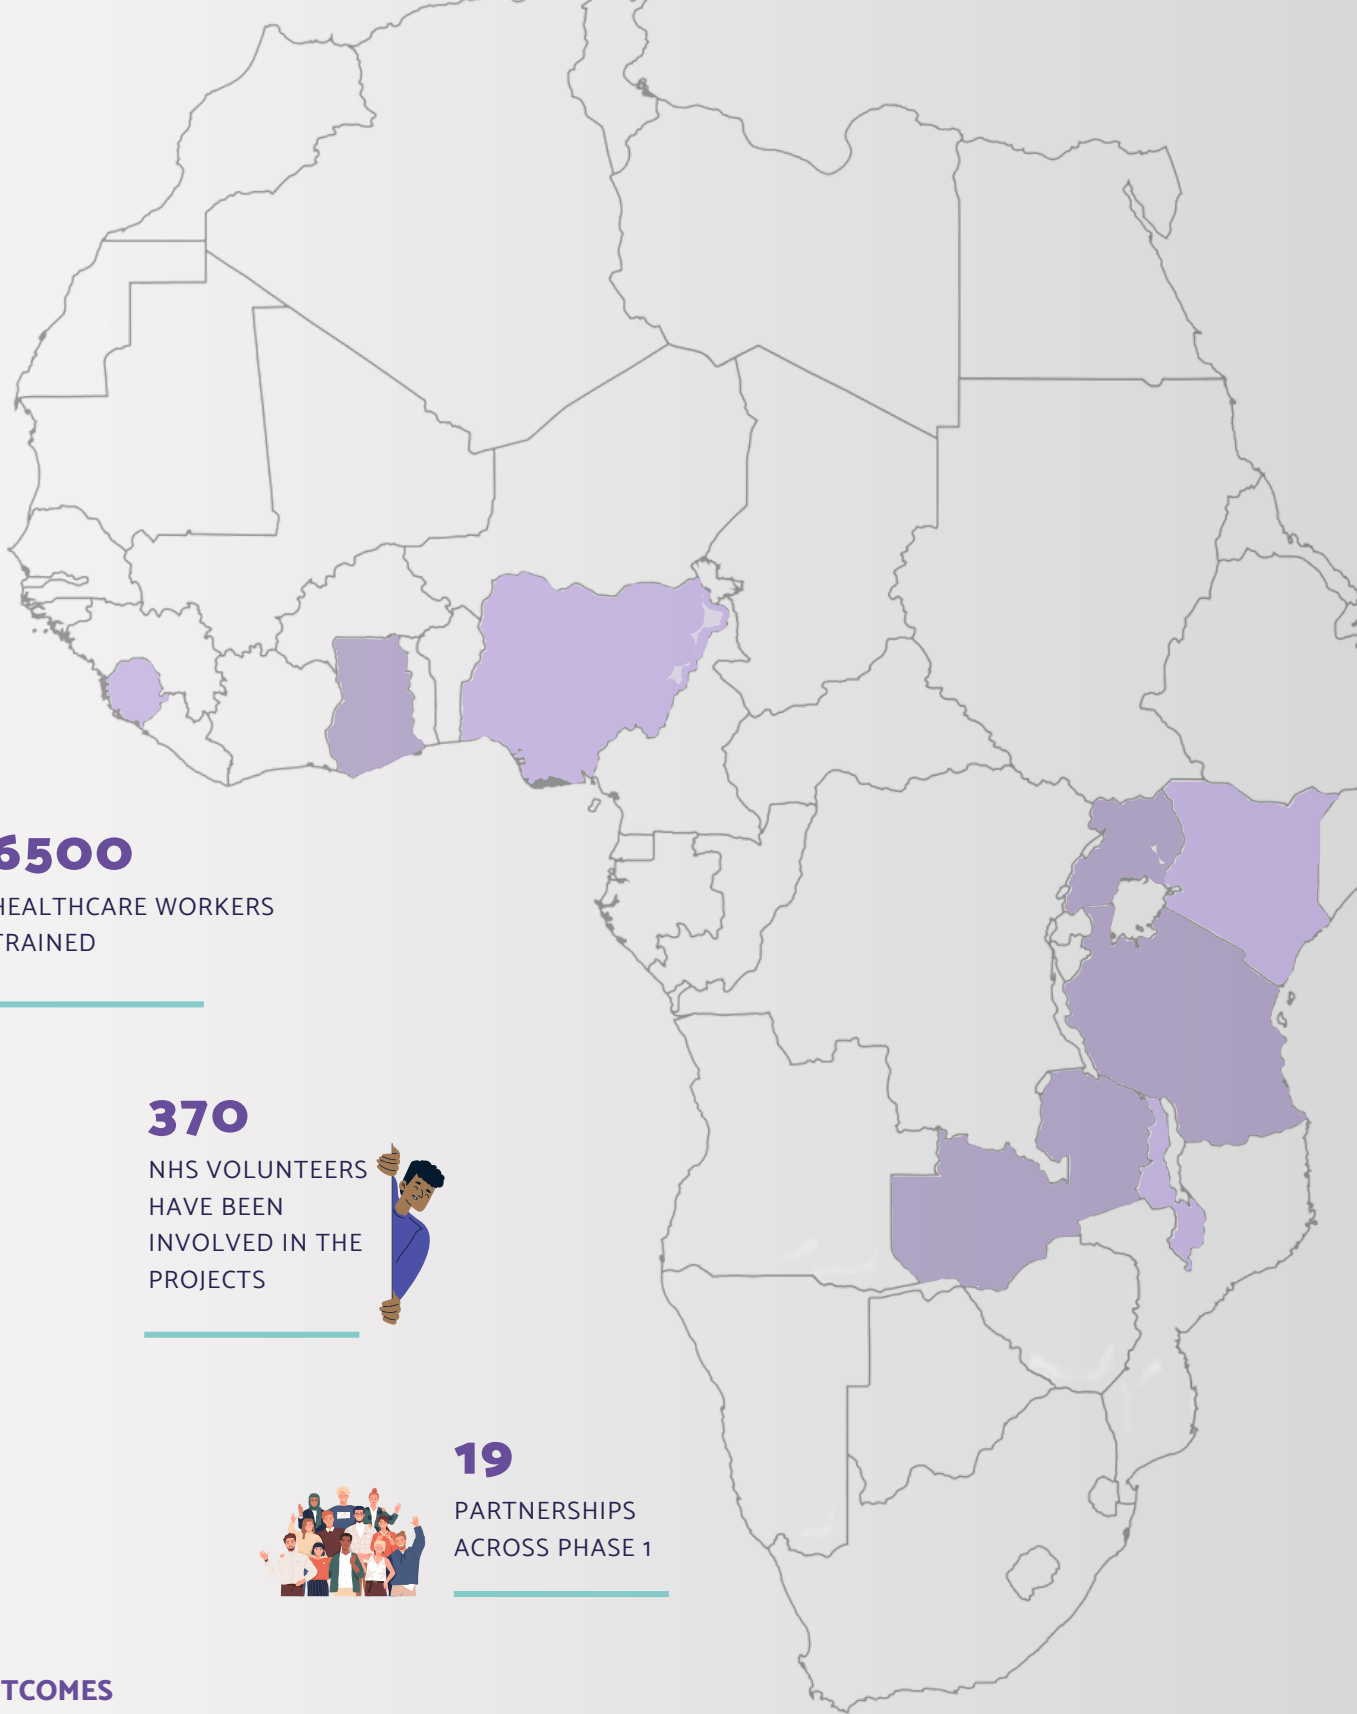 6500
HEALTHCARE WORKERS
TRAINED
370
NHS VOLUNTEERS
HAVE BEEN
INVOLVED IN THE
PROJECTS
19
PARTNERSHIPS
ACROSS PHASE 1
TCOMES